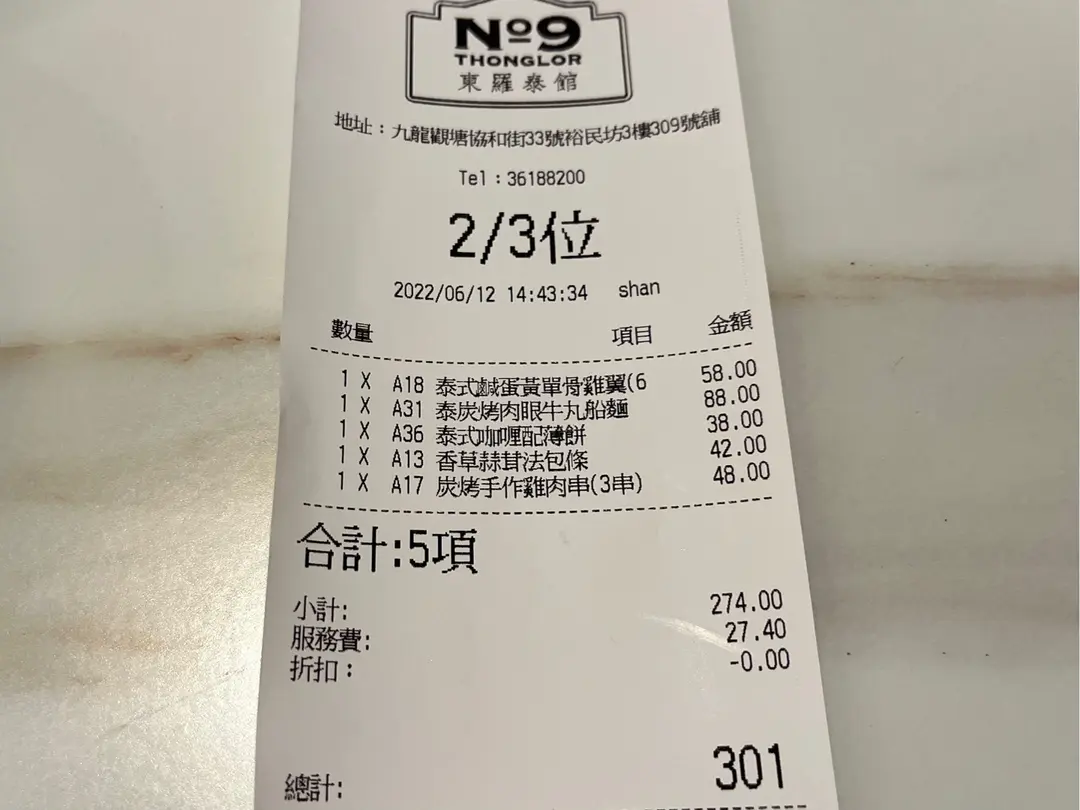 Nº9
THONGLOR
東羅泰館
地址：九龍觀塘協和街33號裕民坊3樓309號舖
Tel：36188200
2/3位
2022/06/12 14:43:34 shan
數量 項目 金額
1 X A18 泰式鹹蛋黃單骨雞翼(6 58.00
1 X A31 泰炭烤肉眼牛丸船麵 88.00
1 X A36 泰式咖喱配薄餅 38.00
1 X A13 香草蒜茸法包條 42.00
1 X A17 炭烤手作雞肉串(3串) 48.00
合計:5項
小計: 274.00
服務費: 27.40
折扣： -0.00
總計: 301